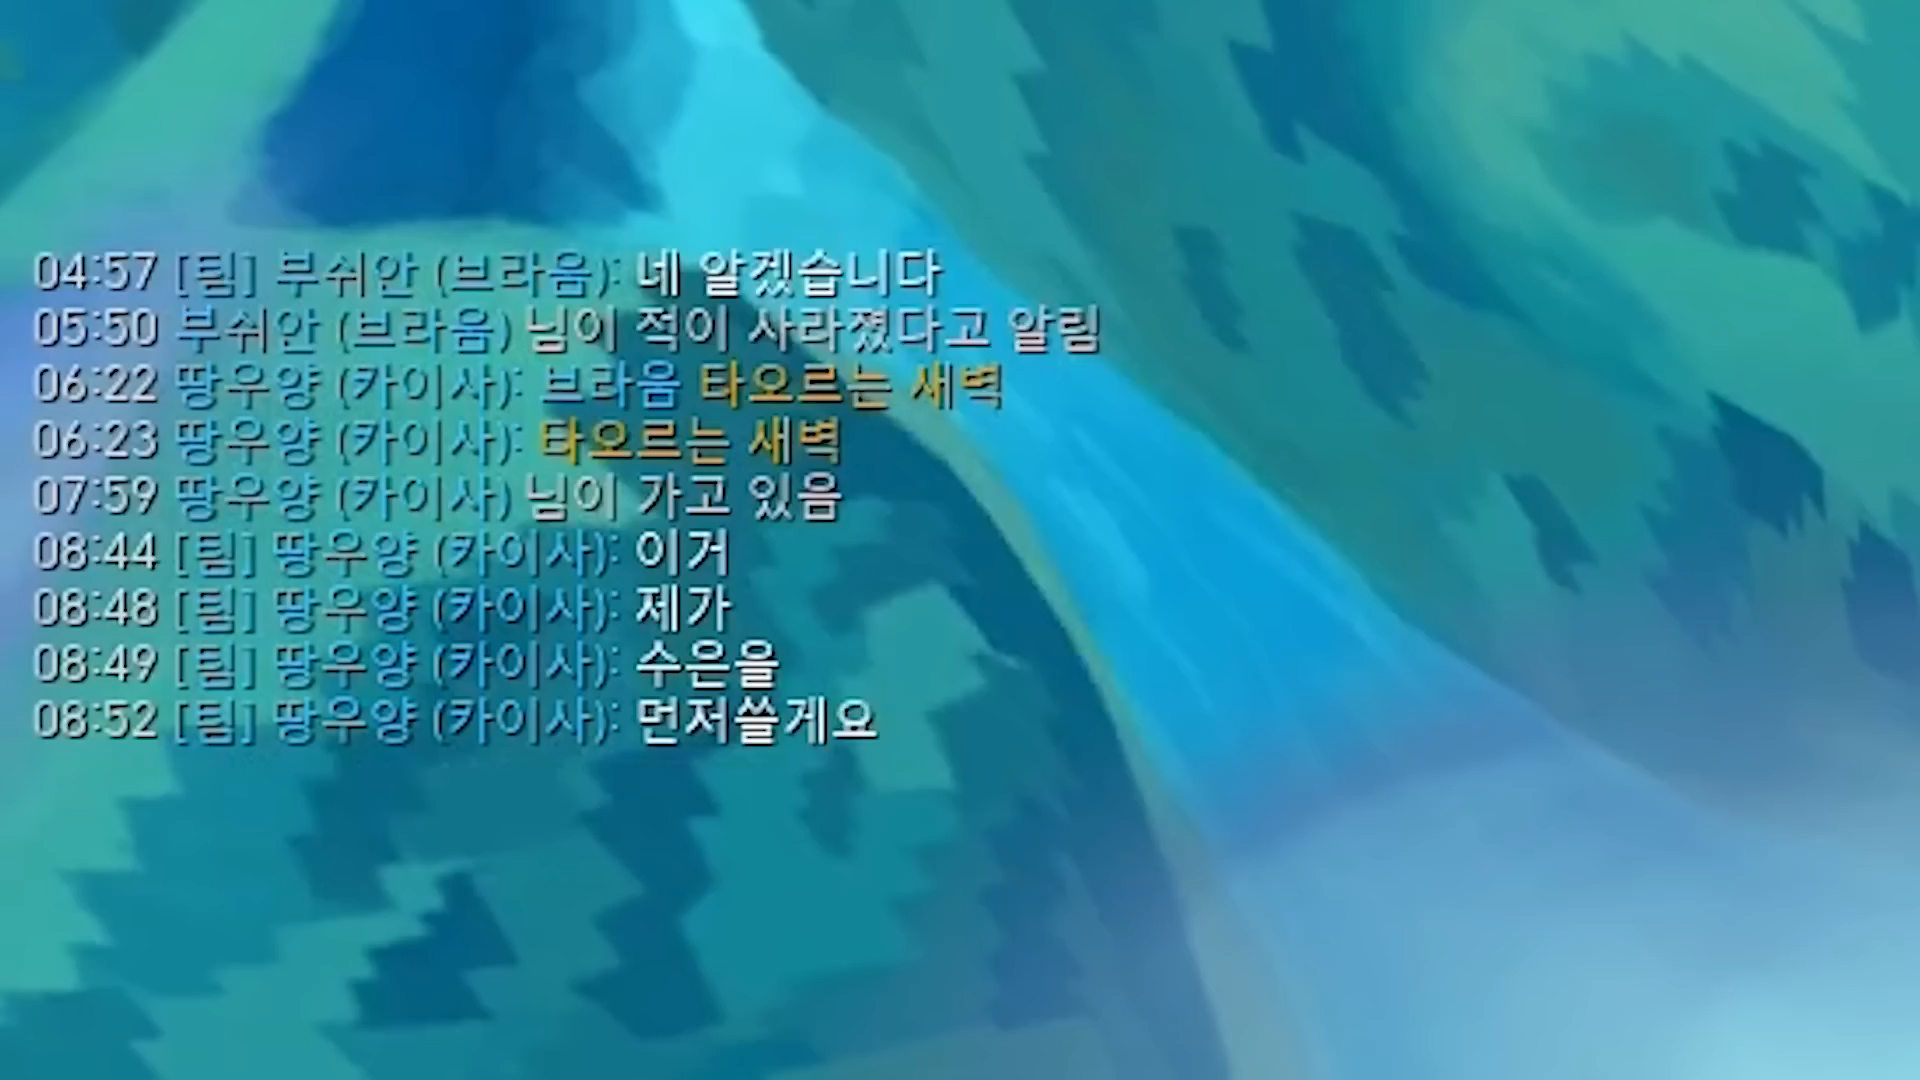 04:57 [팀] 부쉬안 (브라움): 네 알겠습니다
05:50 부쉬안 (브라움) 님이 적이 사라졌다고 알림
06:22 땅우양 (카이사): 브라움 타오르는 새벽
06:23 땅우양 (카이사): 타오르는 새벽
07:59 땅우양 (카이사) 님이 가고 있음
08:44 [팀] 땅우양 (카이사): 이거
08:48 [팀] 땅우양 (카이사): 제가
08:49 [팀] 땅우양 (카이사): 수은을
08:52 [팀] 땅우양 (카이사): 먼저쓸게요